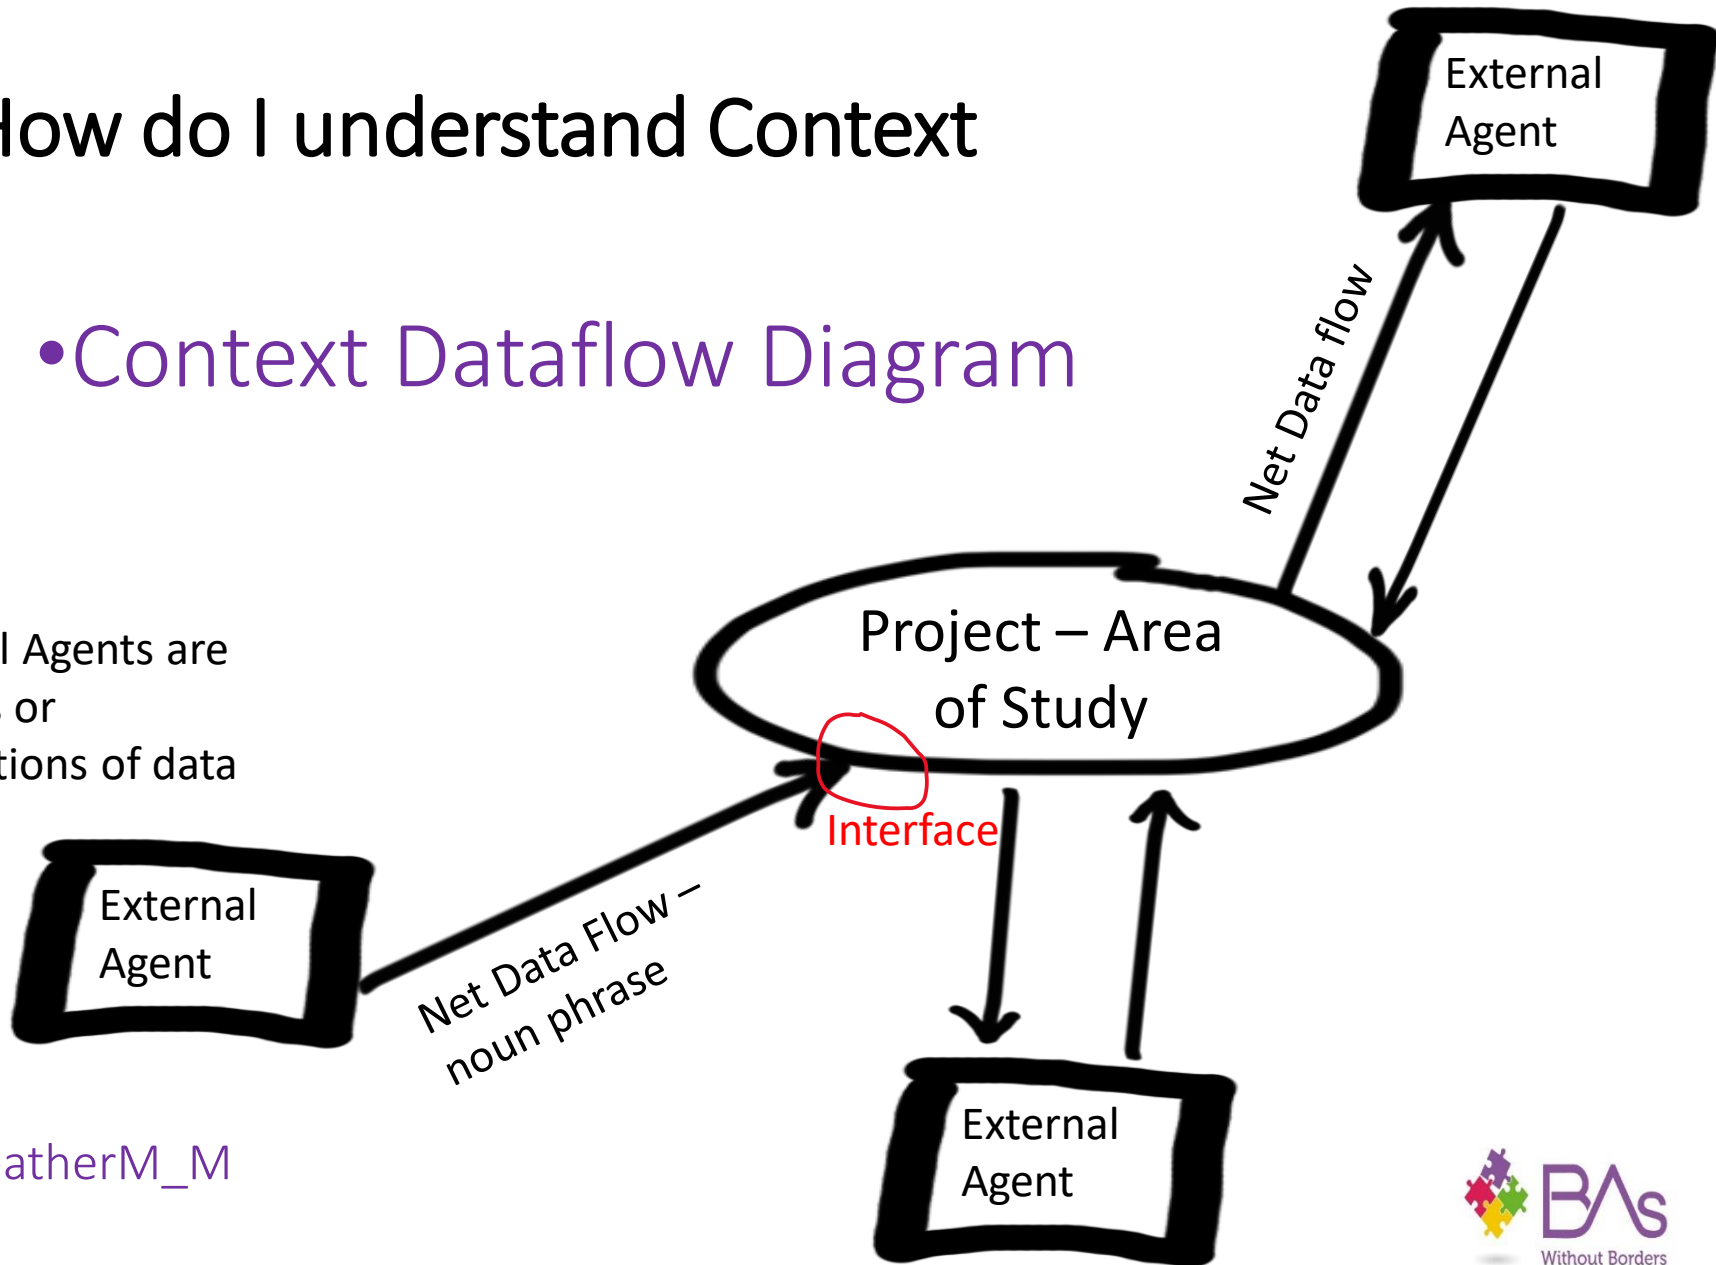 How do I understand Context
•Context Dataflow Diagram
External
Agent
Net Data flow
Project – Area
of Study
l Agents are
or
tions of data
Interface
External
Agent
Net Data Flow –
noun phrase
External
Agent
atherM_M
BAs
Without Borders